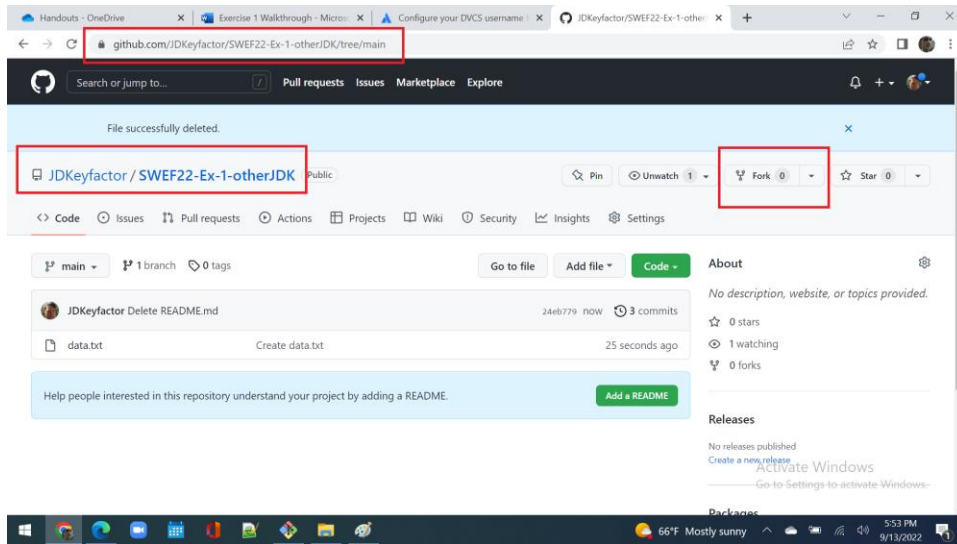 Handouts - OneDrive
Exercise 1 Walkthrough - Micros
Configure your DVCS username
JDKeyfactor/SWEF22-Ex-1-other
github.com/JDKeyfactor/SWEF22-Ex-1-otherJDK/tree/main
Search or jump to... / Pull requests Issues Marketplace Explore
File successfully deleted.
JDKeyfactor / SWEF22-Ex-1-otherJDK Public
Pin Unwatch 1 Fork 0 Star 0
<> Code Issues Pull requests Actions Projects Wiki Security Insights Settings
main 1 branch 0 tags Go to file Add file Code
JDKeyfactor Delete README.md 24eb779 now 3 commits
data.txt Create data.txt 25 seconds ago
Help people interested in this repository understand your project by adding a README. Add a README
About
No description, website, or topics provided.
0 stars
1 watching
0 forks
Releases
No releases published
Create a new release
Activate Windows
Go to Settings to activate Windows.
Packages
66°F Mostly sunny
5:53 PM
9/13/2022
1